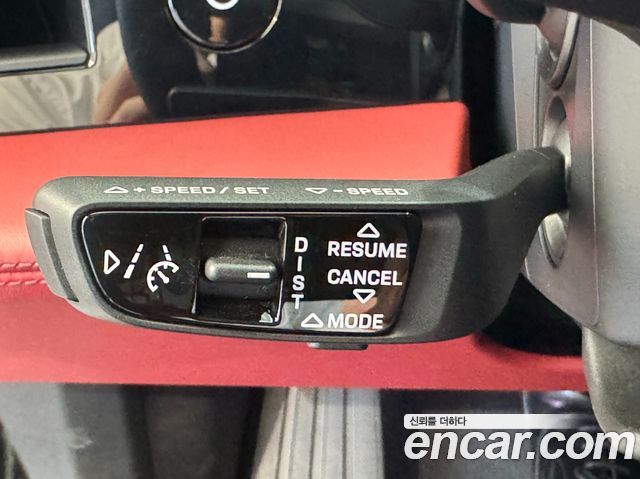 △ + SPEED / SET
▽ - SPEED
DIST
△
RESUME
CANCEL
▽
△ MODE
신뢰를 더하다
encar.com